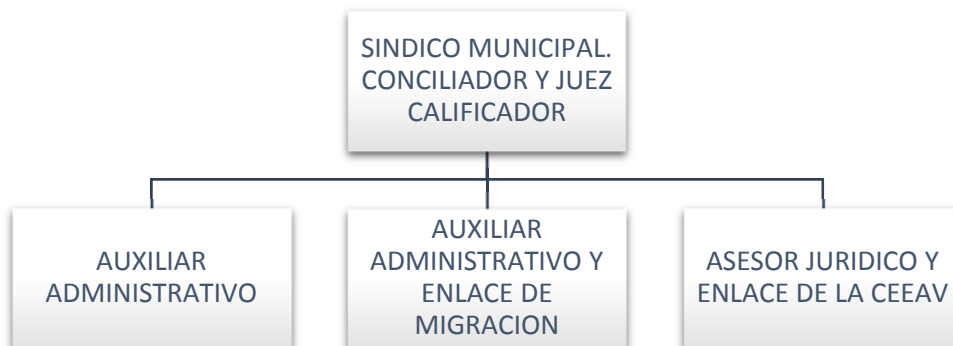 SINDICO MUNICIPAL.
CONCILIADOR Y JUEZ
CALIFICADOR
AUXILIAR
ADMINISTRATIVO
AUXILIAR
ADMINISTRATIVO Y
ENLACE DE
MIGRACION
ASESOR JURIDICO Y
ENLACE DE LA CEEAV